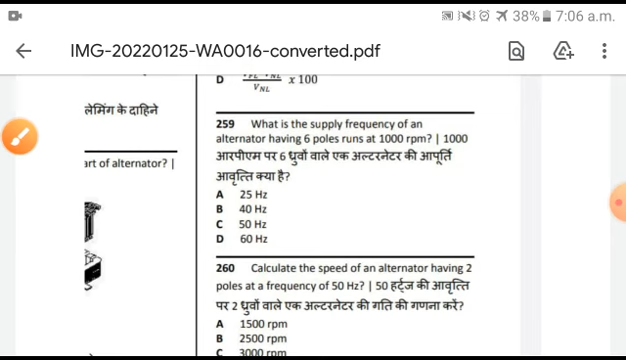 38% 7:06 a.m.
IMG-20220125-WA0016-converted.pdf
लेमिंग के दाहिने
art of alternator? |
D x 100
V NL
259 What is the supply frequency of an
alternator having 6 poles runs at 1000 rpm? | 1000
आरपीएम पर 6 ध्रुवों वाले एक अल्टरनेटर की आपूर्ति
आवृत्ति क्या है?
A 25 Hz
B 40 Hz
C 50 Hz
D 60 Hz
260 Calculate the speed of an alternator having 2
poles at a frequency of 50 Hz? | 50 हर्ट्ज की आवृत्ति
पर 2 ध्रुवों वाले एक अल्टरनेटर की गति की गणना करें?
A 1500 rpm
B 2500 rpm
C 3000 rpm